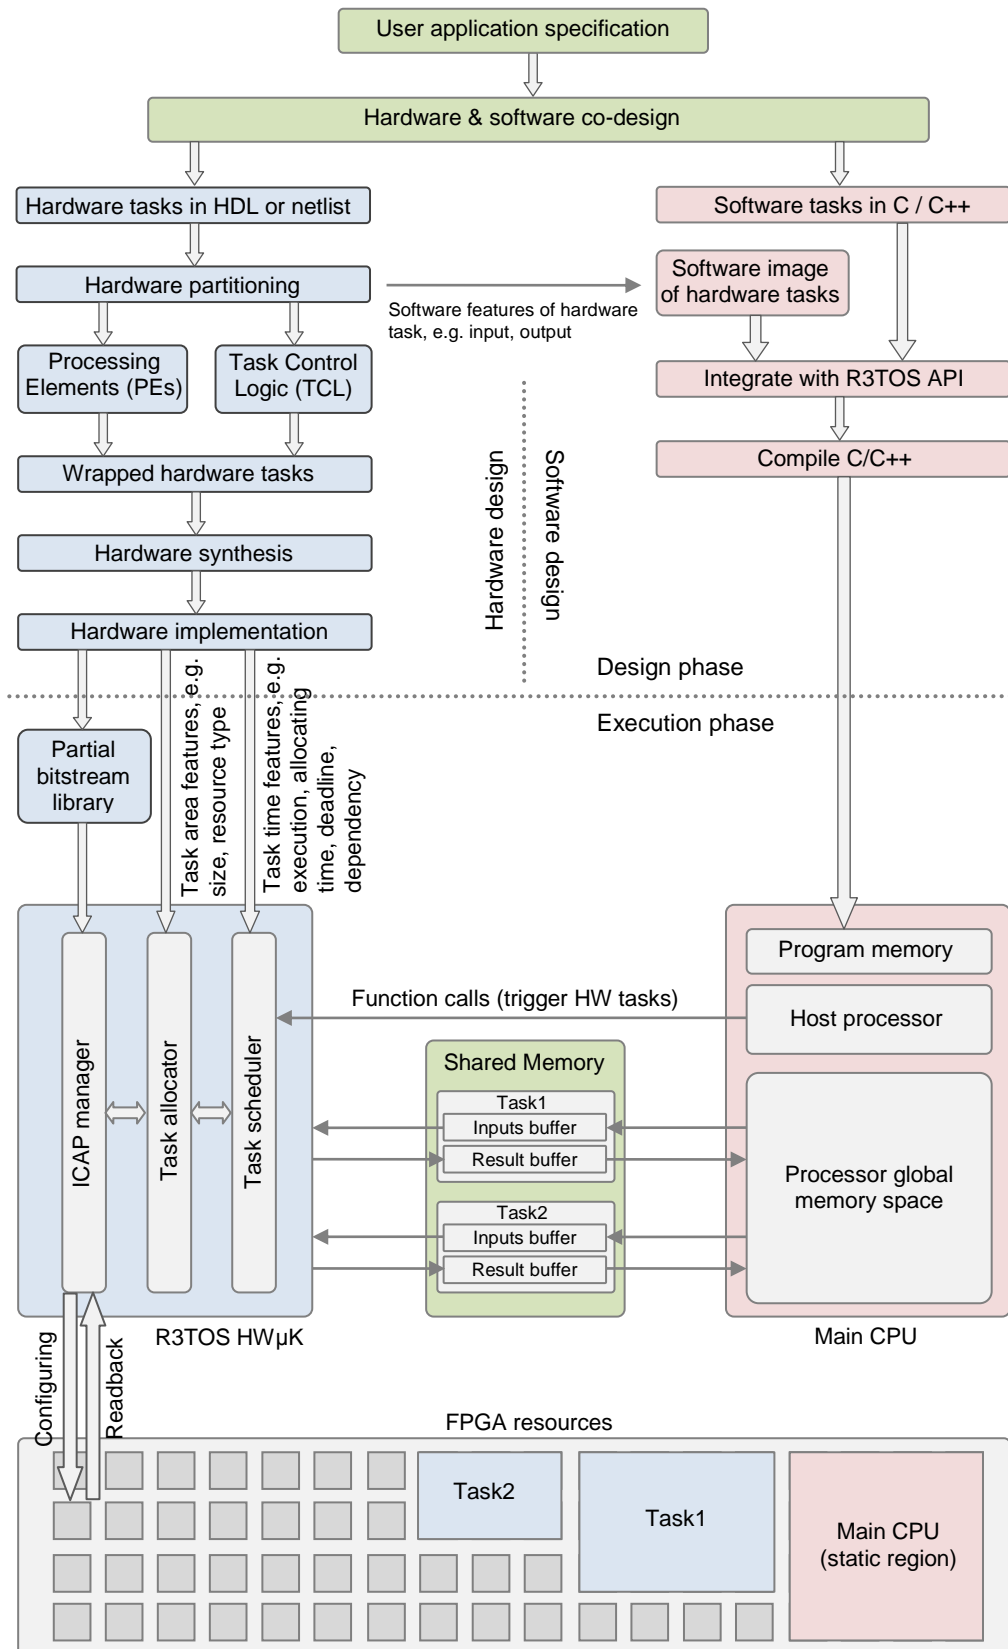 User application specification
Hardware & software co-design
Hardware tasks in HDL or netlist
Software tasks in C / C++
Hardware partitioning
Software features of hardware
task, e.g. input, output
Software image
of hardware tasks
Processing
Elements (PEs)
Task Control
Logic (TCL)
Integrate with R3TOS API
Wrapped hardware tasks
Compile C/C++
Hardware design
Software design
Hardware synthesis
Hardware implementation
Design phase
Execution phase
Partial
bitstream
library
Task area features, e.g.
size, resource type
Task time features, e.g.
execution, allocating
time, deadline,
dependency
ICAP manager
Task allocator
Task scheduler
Function calls (trigger HW tasks)
Program memory
Host processor
Shared Memory
Task1
Inputs buffer
Result buffer
Task2
Inputs buffer
Result buffer
Processor global
memory space
R3TOS HWµK
Main CPU
Configuring
Readback
FPGA resources
Task2
Task1
Main CPU
(static region)